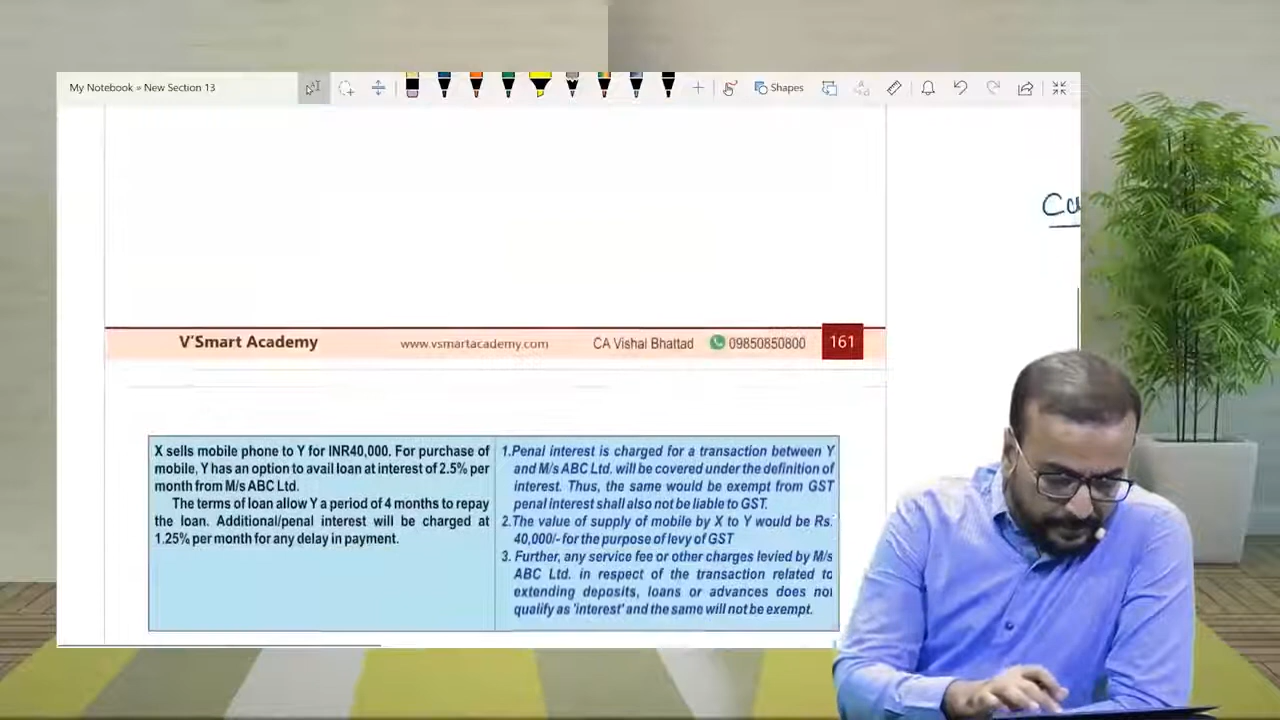 My Notebook » New Section 13
Shapes
V'Smart Academy www.vsmartacademy.com CA Vishal Bhattad 09850850800 161
X sells mobile phone to Y for INR40,000. For purchase of
mobile, Y has an option to avail loan at interest of 2.5% per
month from M/s ABC Ltd.
The terms of loan allow Y a period of 4 months to repay
the loan. Additional/penal interest will be charged at
1.25% per month for any delay in payment.
1.Penal interest is charged for a transaction between Y
and M/s ABC Ltd. will be covered under the definition of
interest. Thus, the same would be exempt from GST
penal interest shall also not be liable to GST.
2.The value of supply of mobile by X to Y would be Rs.
40,000/- for the purpose of levy of GST
3. Further, any service fee or other charges levied by M/s
ABC Ltd. in respect of the transaction related to
extending deposits, loans or advances does not
qualify as 'interest' and the same will not be exempt.